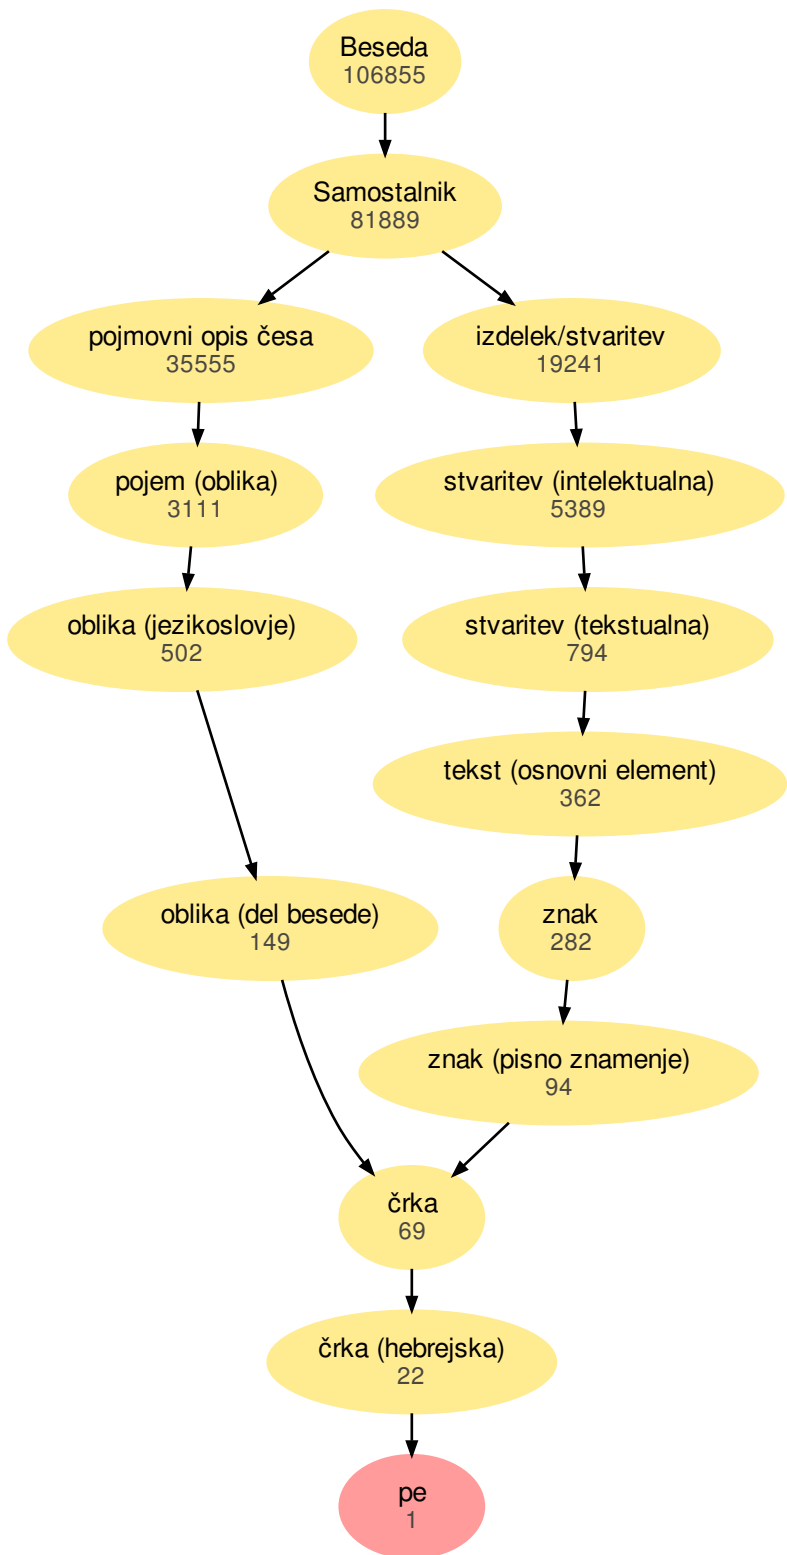 Beseda
106855
Samostalnik
81889
pojmovni opis česa
35555
izdelek/stvaritev
19241
pojem (oblika)
3111
stvaritev (intelektualna)
5389
oblika (jezikoslovje)
502
stvaritev (tekstualna)
794
tekst (osnovni element)
362
oblika (del besede)
149
znak
282
znak (pisno znamenje)
94
črka
69
črka (hebrejska)
22
pe
1